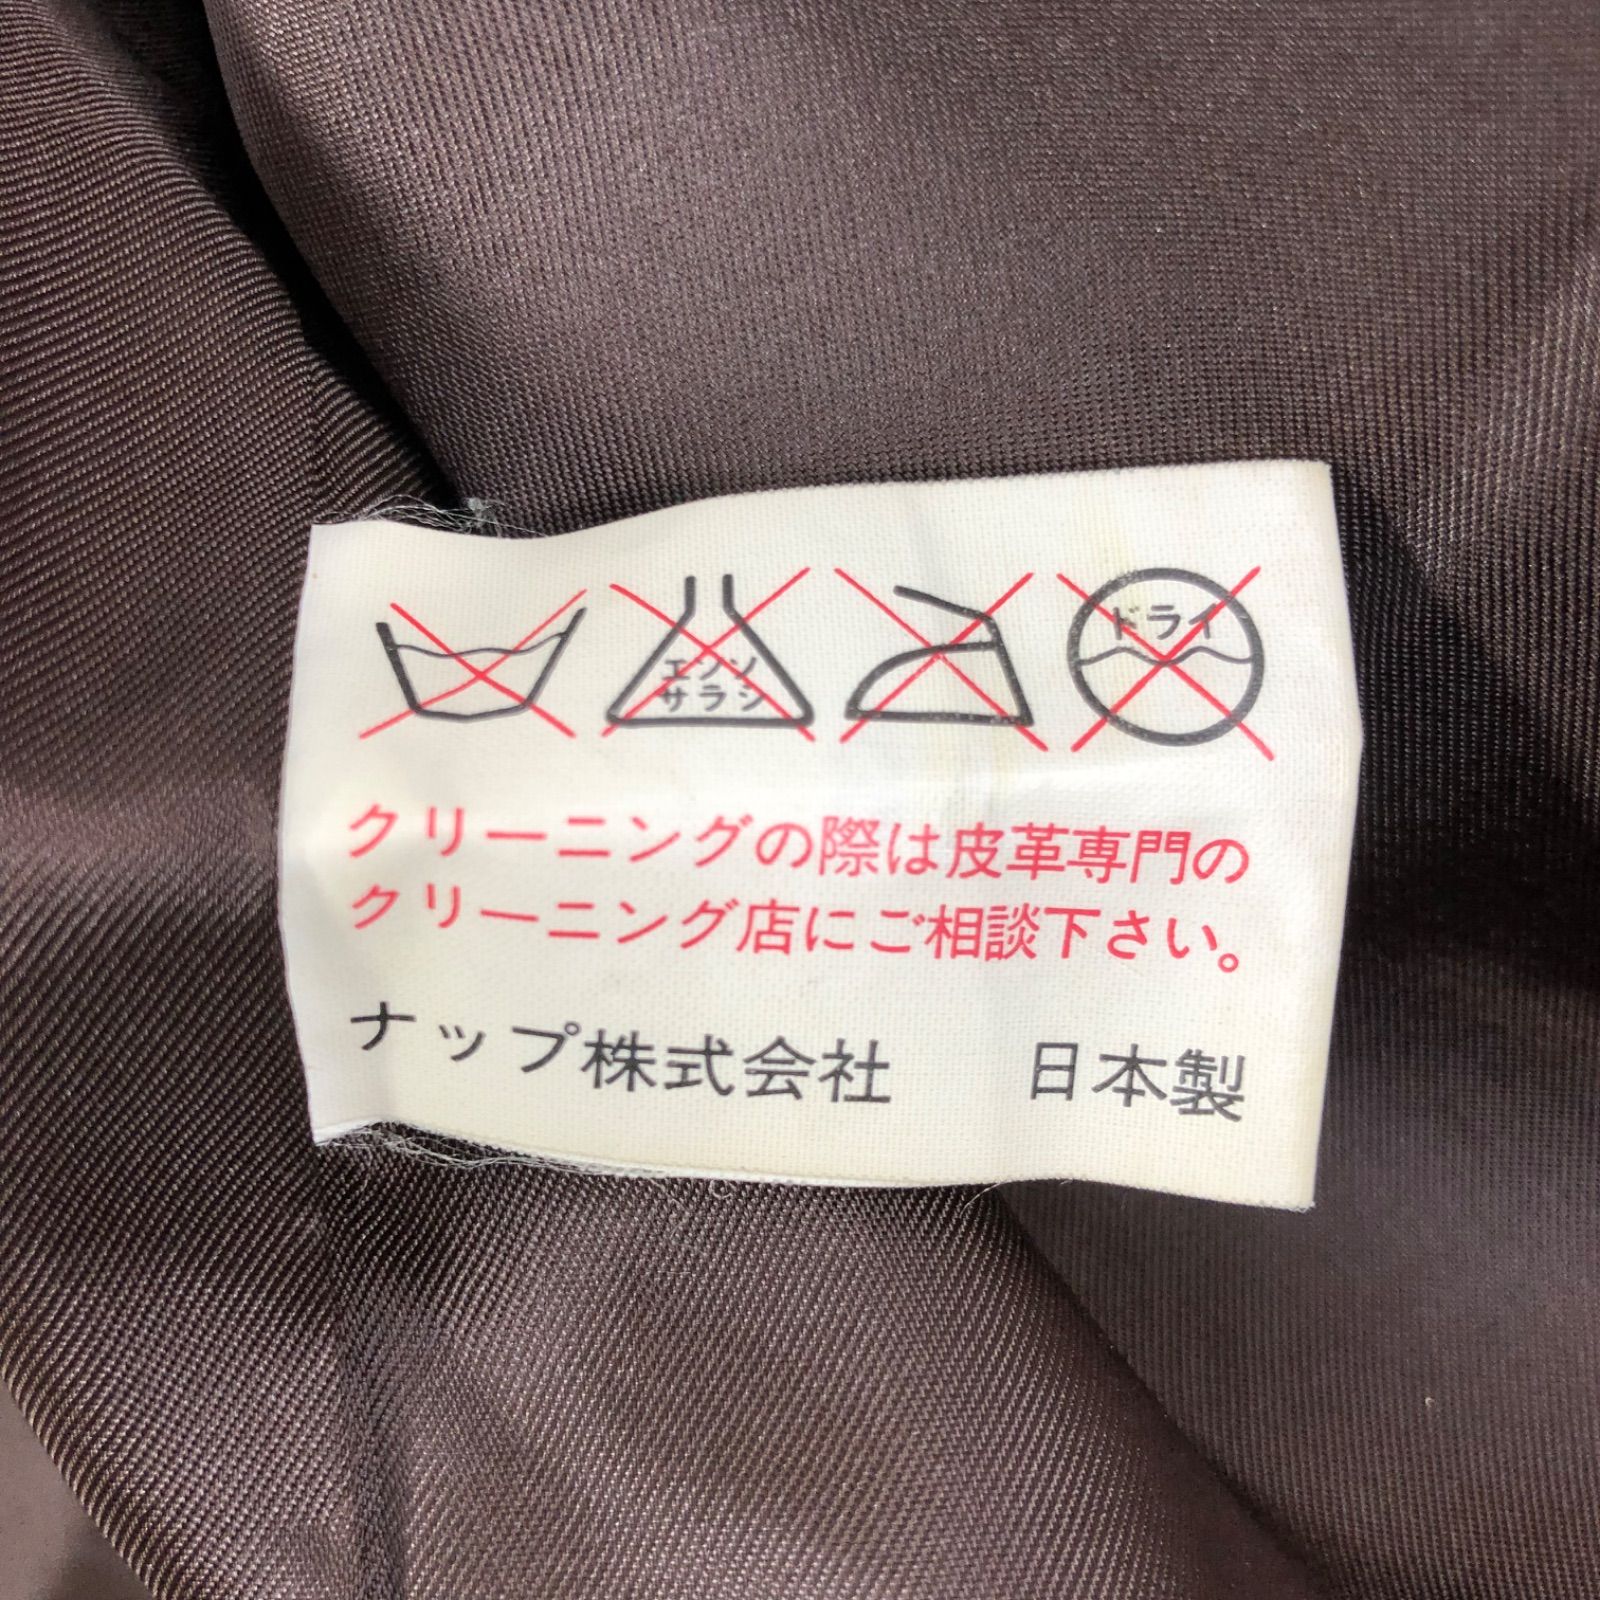 エンソ
サラシ
ドライ
クリーニングの際は皮革専門の
クリーニング店にご相談下さい。
ナップ株式会社 日本製